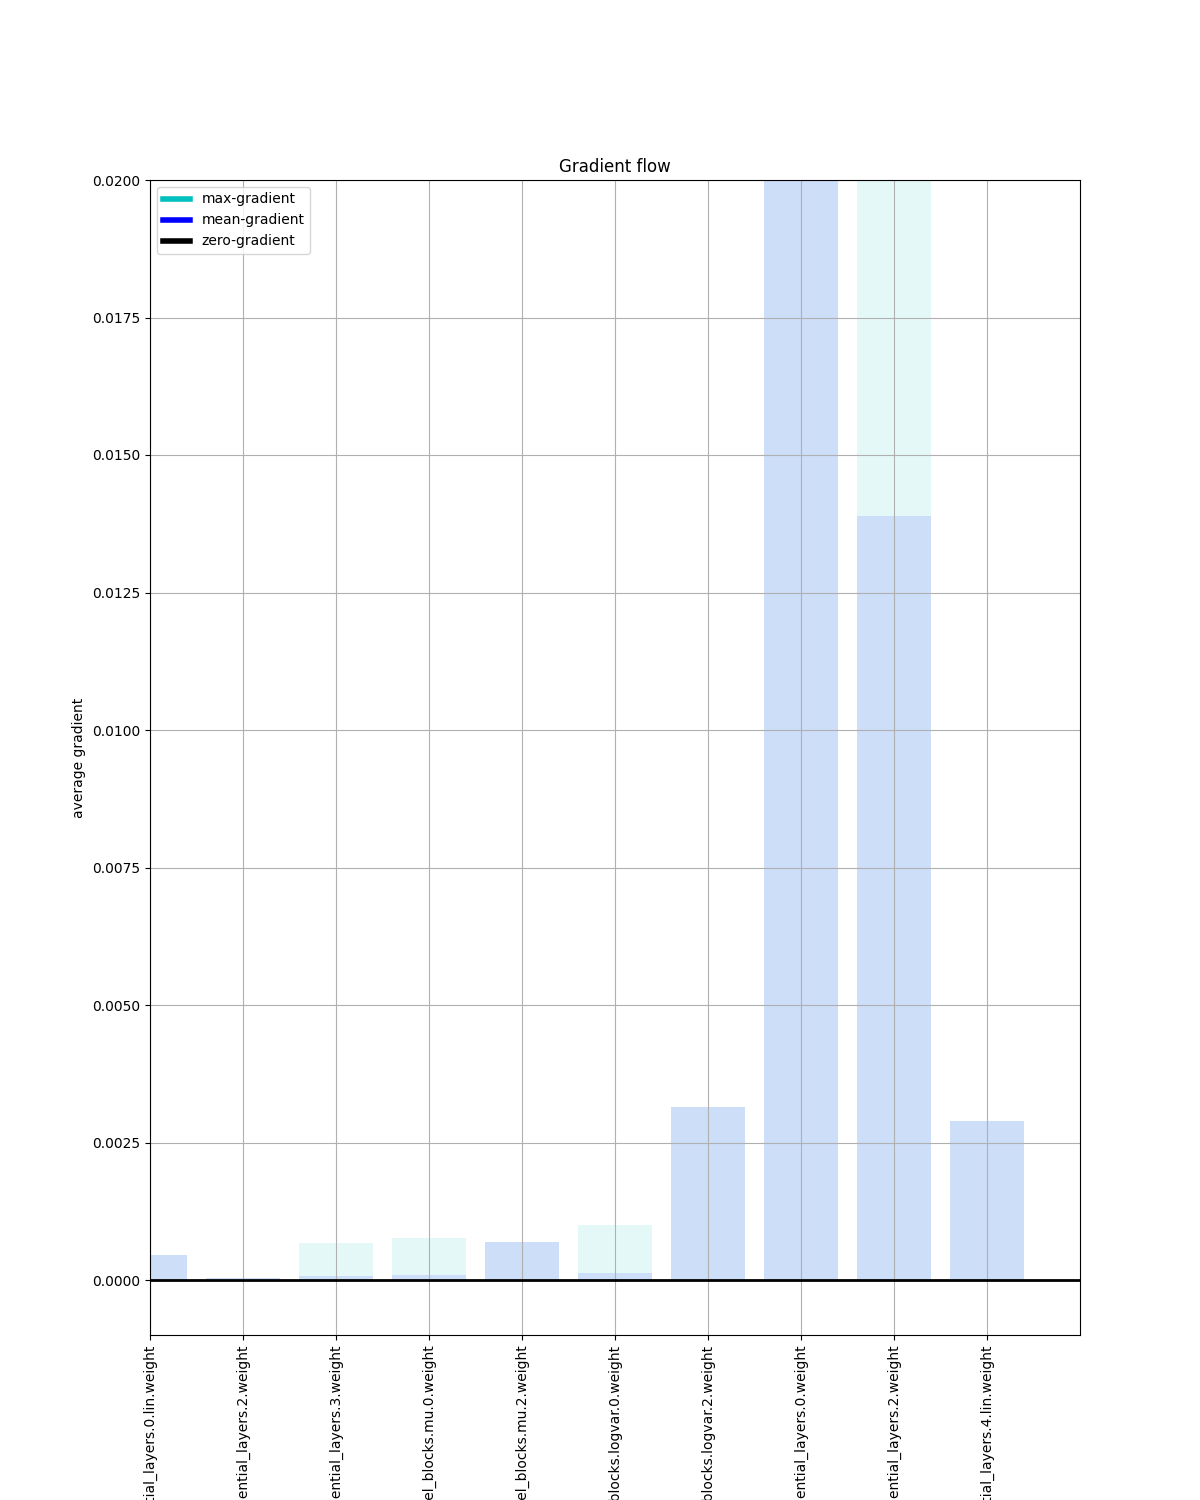 Gradient flow
max-gradient
mean-gradient
zero-gradient
0.0200
0.0175
0.0150
0.0125
0.0100
0.0075
0.0050
0.0025
0.0000
average gradient
tial_layers.0.lin.weight
ential_layers.2.weight
ential_layers.3.weight
el_blocks.mu.0.weight
el_blocks.mu.2.weight
blocks.logvar.0.weight
blocks.logvar.2.weight
ential_layers.0.weight
ential_layers.2.weight
cial_layers.4.lin.weight